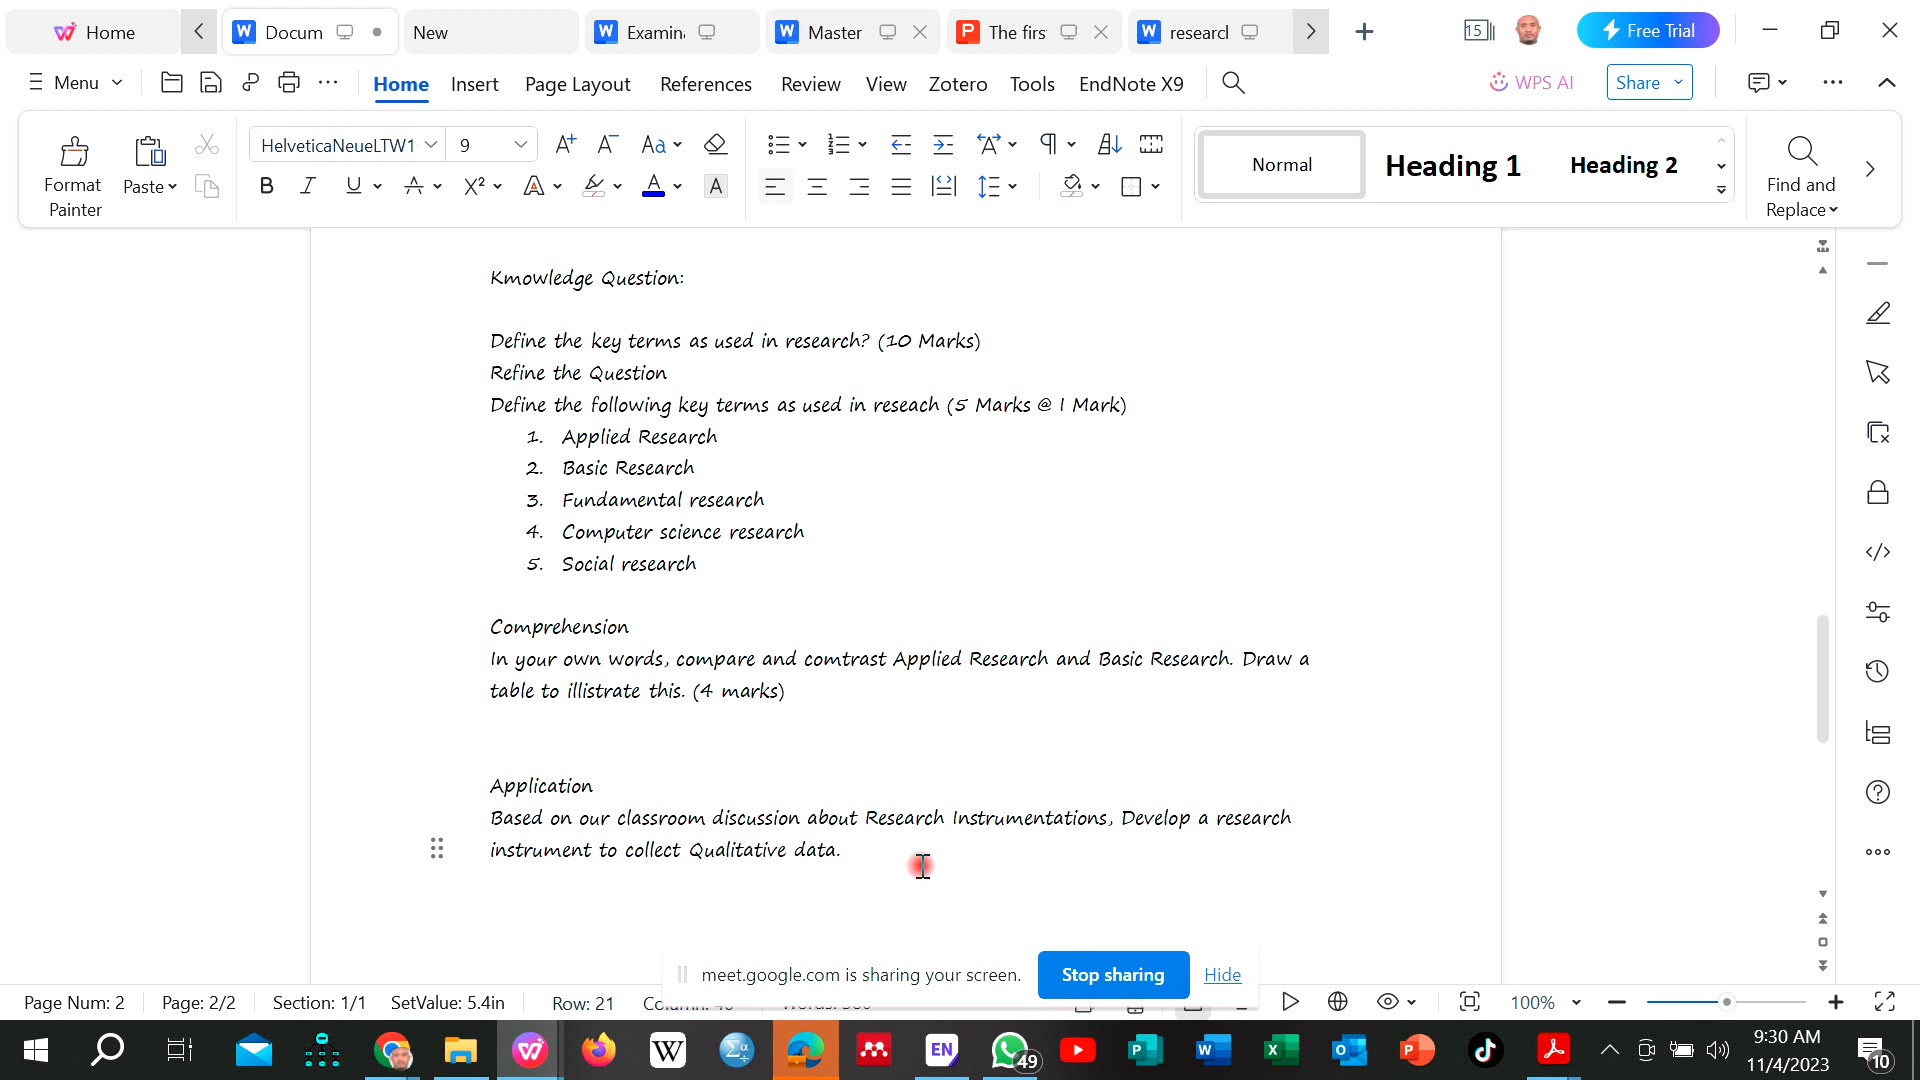 Home
Docum
New
Examin
Master
The firs
researcl
15
Free Trial
Menu
Home
Insert
Page Layout
References
Review
View
Zotero
Tools
EndNote X9
WPS AI
Share
Format
Painter
Paste
HelveticaNeueLTW1
9
Normal
Heading 1
Heading 2
Find and
Replace
Kmowledge Question:
Define the key terms as used in research? (10 Marks)
Refine the Question
Define the following key terms as used in reseach (5 Marks @ 1 Mark)
1. Applied Research
2. Basic Research
3. Fundamental research
4. Computer science research
5. Social research
Comprehension
In your own words, compare and comtrast Applied Research and Basic Research. Draw a
table to illistrate this. (4 marks)
Application
Based on our classroom discussion about Research Instrumentations, Develop a research
instrument to collect Qualitative data.
meet.google.com is sharing your screen.
Stop sharing
Hide
Page Num: 2
Page: 2/2
Section: 1/1
SetValue: 5.4in
Row: 21
100%
EN
49
9:30 AM
11/4/2023
10